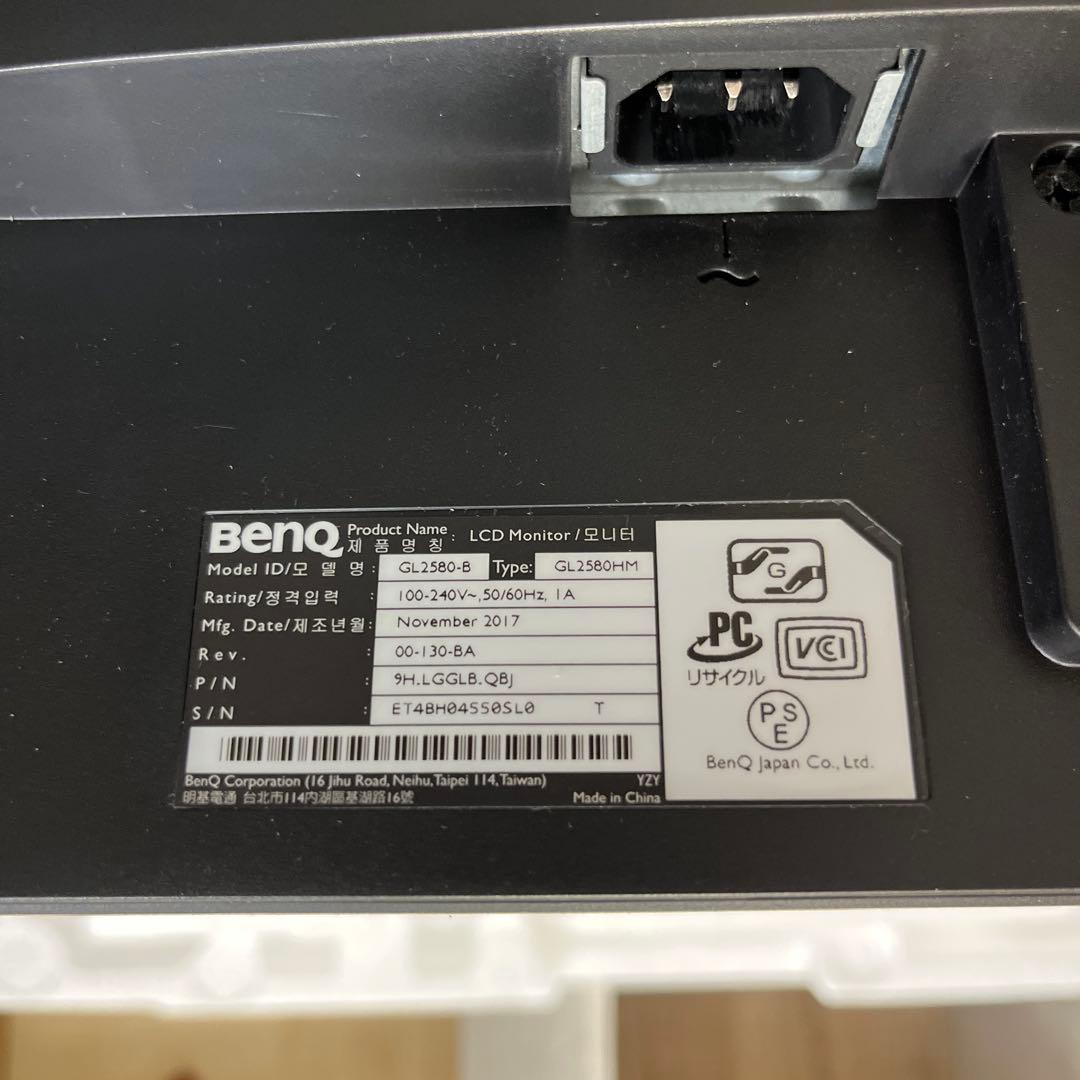 BenQ Product Name : LCD Monitor/모니터
제 품 명 칭
Model ID/모 델 명 : GL2580-B Type: GL2580HM
Rating/정격입력 : 100-240V~,50/60Hz, 1A
Mfg. Date/제조년월: November 2017
Rev. : 00-130-BA
P/N : 9H.LGGLB.QBJ
S/N : ET4BH04550SL0 T
BenQ Corporation (16 Jihu Road, Neihu,Taipei 114, Taiwan) YZY
明基電通 台北市114內湖區基湖路16號 Made in China
G
PC
リサイクル
VCCI
PSE
BenQ Japan Co., Ltd.